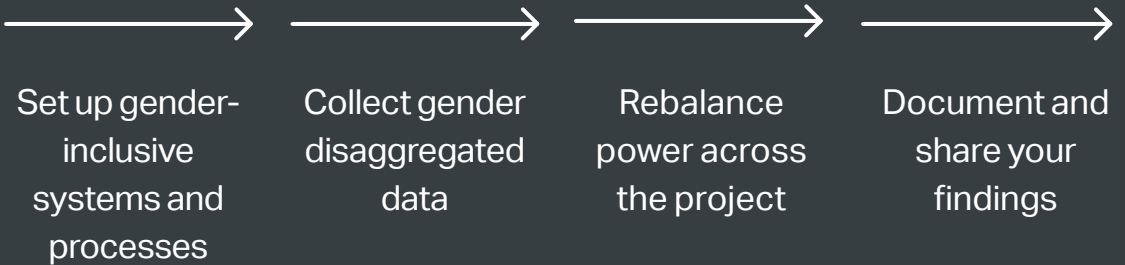 Set up gender-
inclusive
systems and
processes
Collect gender
disaggregated
data
Rebalance
power across
the project
Document and
share your
findings